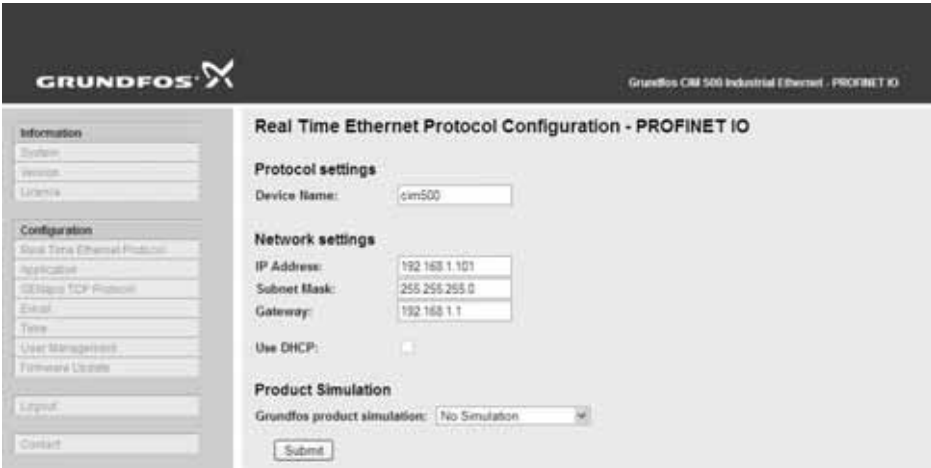 GRUNDFOS
Grundfos CIM 500 Industrial Ethernet - PROFINET IO
Information
System
Version
Licence
Configuration
Real Time Ethernet Protocol
Application
GENIpro TCP Protocol
Email
Time
User Management
Firmware Update
Logout
Contact
Real Time Ethernet Protocol Configuration - PROFINET IO
Protocol settings
Device Name: cim500
Network settings
IP Address: 192.168.1.101
Subnet Mask: 255.255.255.0
Gateway: 192.168.1.1
Use DHCP:
Product Simulation
Grundfos product simulation: No Simulation
Submit